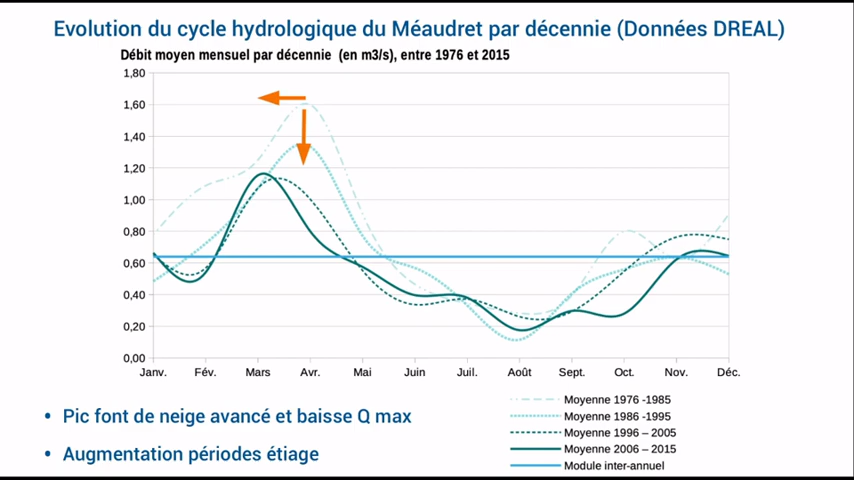 Evolution du cycle hydrologique du Méaudret par décennie (Données DREAL)
Débit moyen mensuel par décennie (en m3/s), entre 1976 et 2015
1,80
1,60
1,40
1,20
1,00
0,80
0,60
0,40
0,20
0,00
Janv. Fév. Mars Avr. Mai Juin Juil. Août Sept. Oct. Nov. Déc.
Moyenne 1976 -1985
Moyenne 1986 -1995
Moyenne 1996 – 2005
Moyenne 2006 – 2015
Module inter-annuel
• Pic font de neige avancé et baisse Q max
• Augmentation périodes étiage